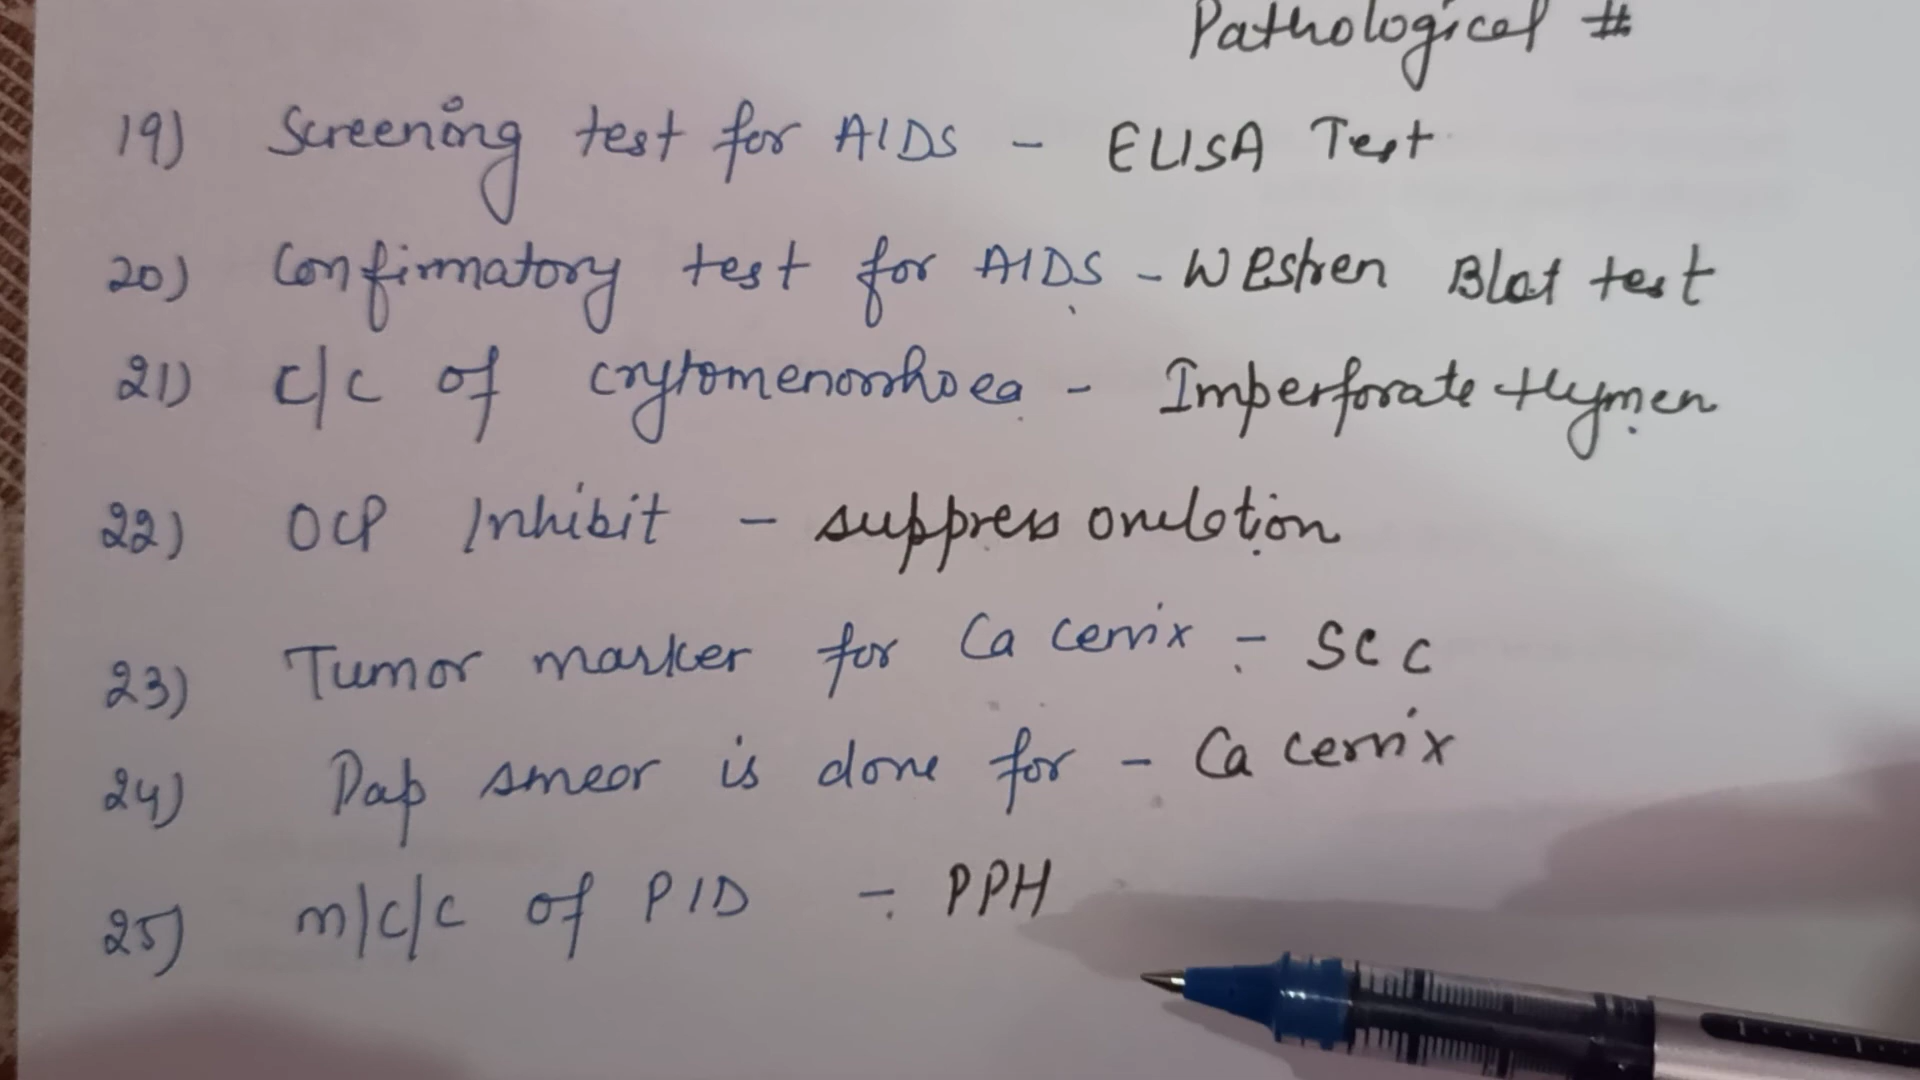 Pathological #
19) Screening test for AIDS - ELISA Test
20) Confirmatory test for AIDS - Westren Blot test
21) c/c of crytomenorrhoea - Imperforate Hymen
22) OCP Inhibit - suppress ovulation
23) Tumor marker for Ca cervix - SCC
24) Pap smear is done for - Ca cervix
25) m/c/c of PID - PPH